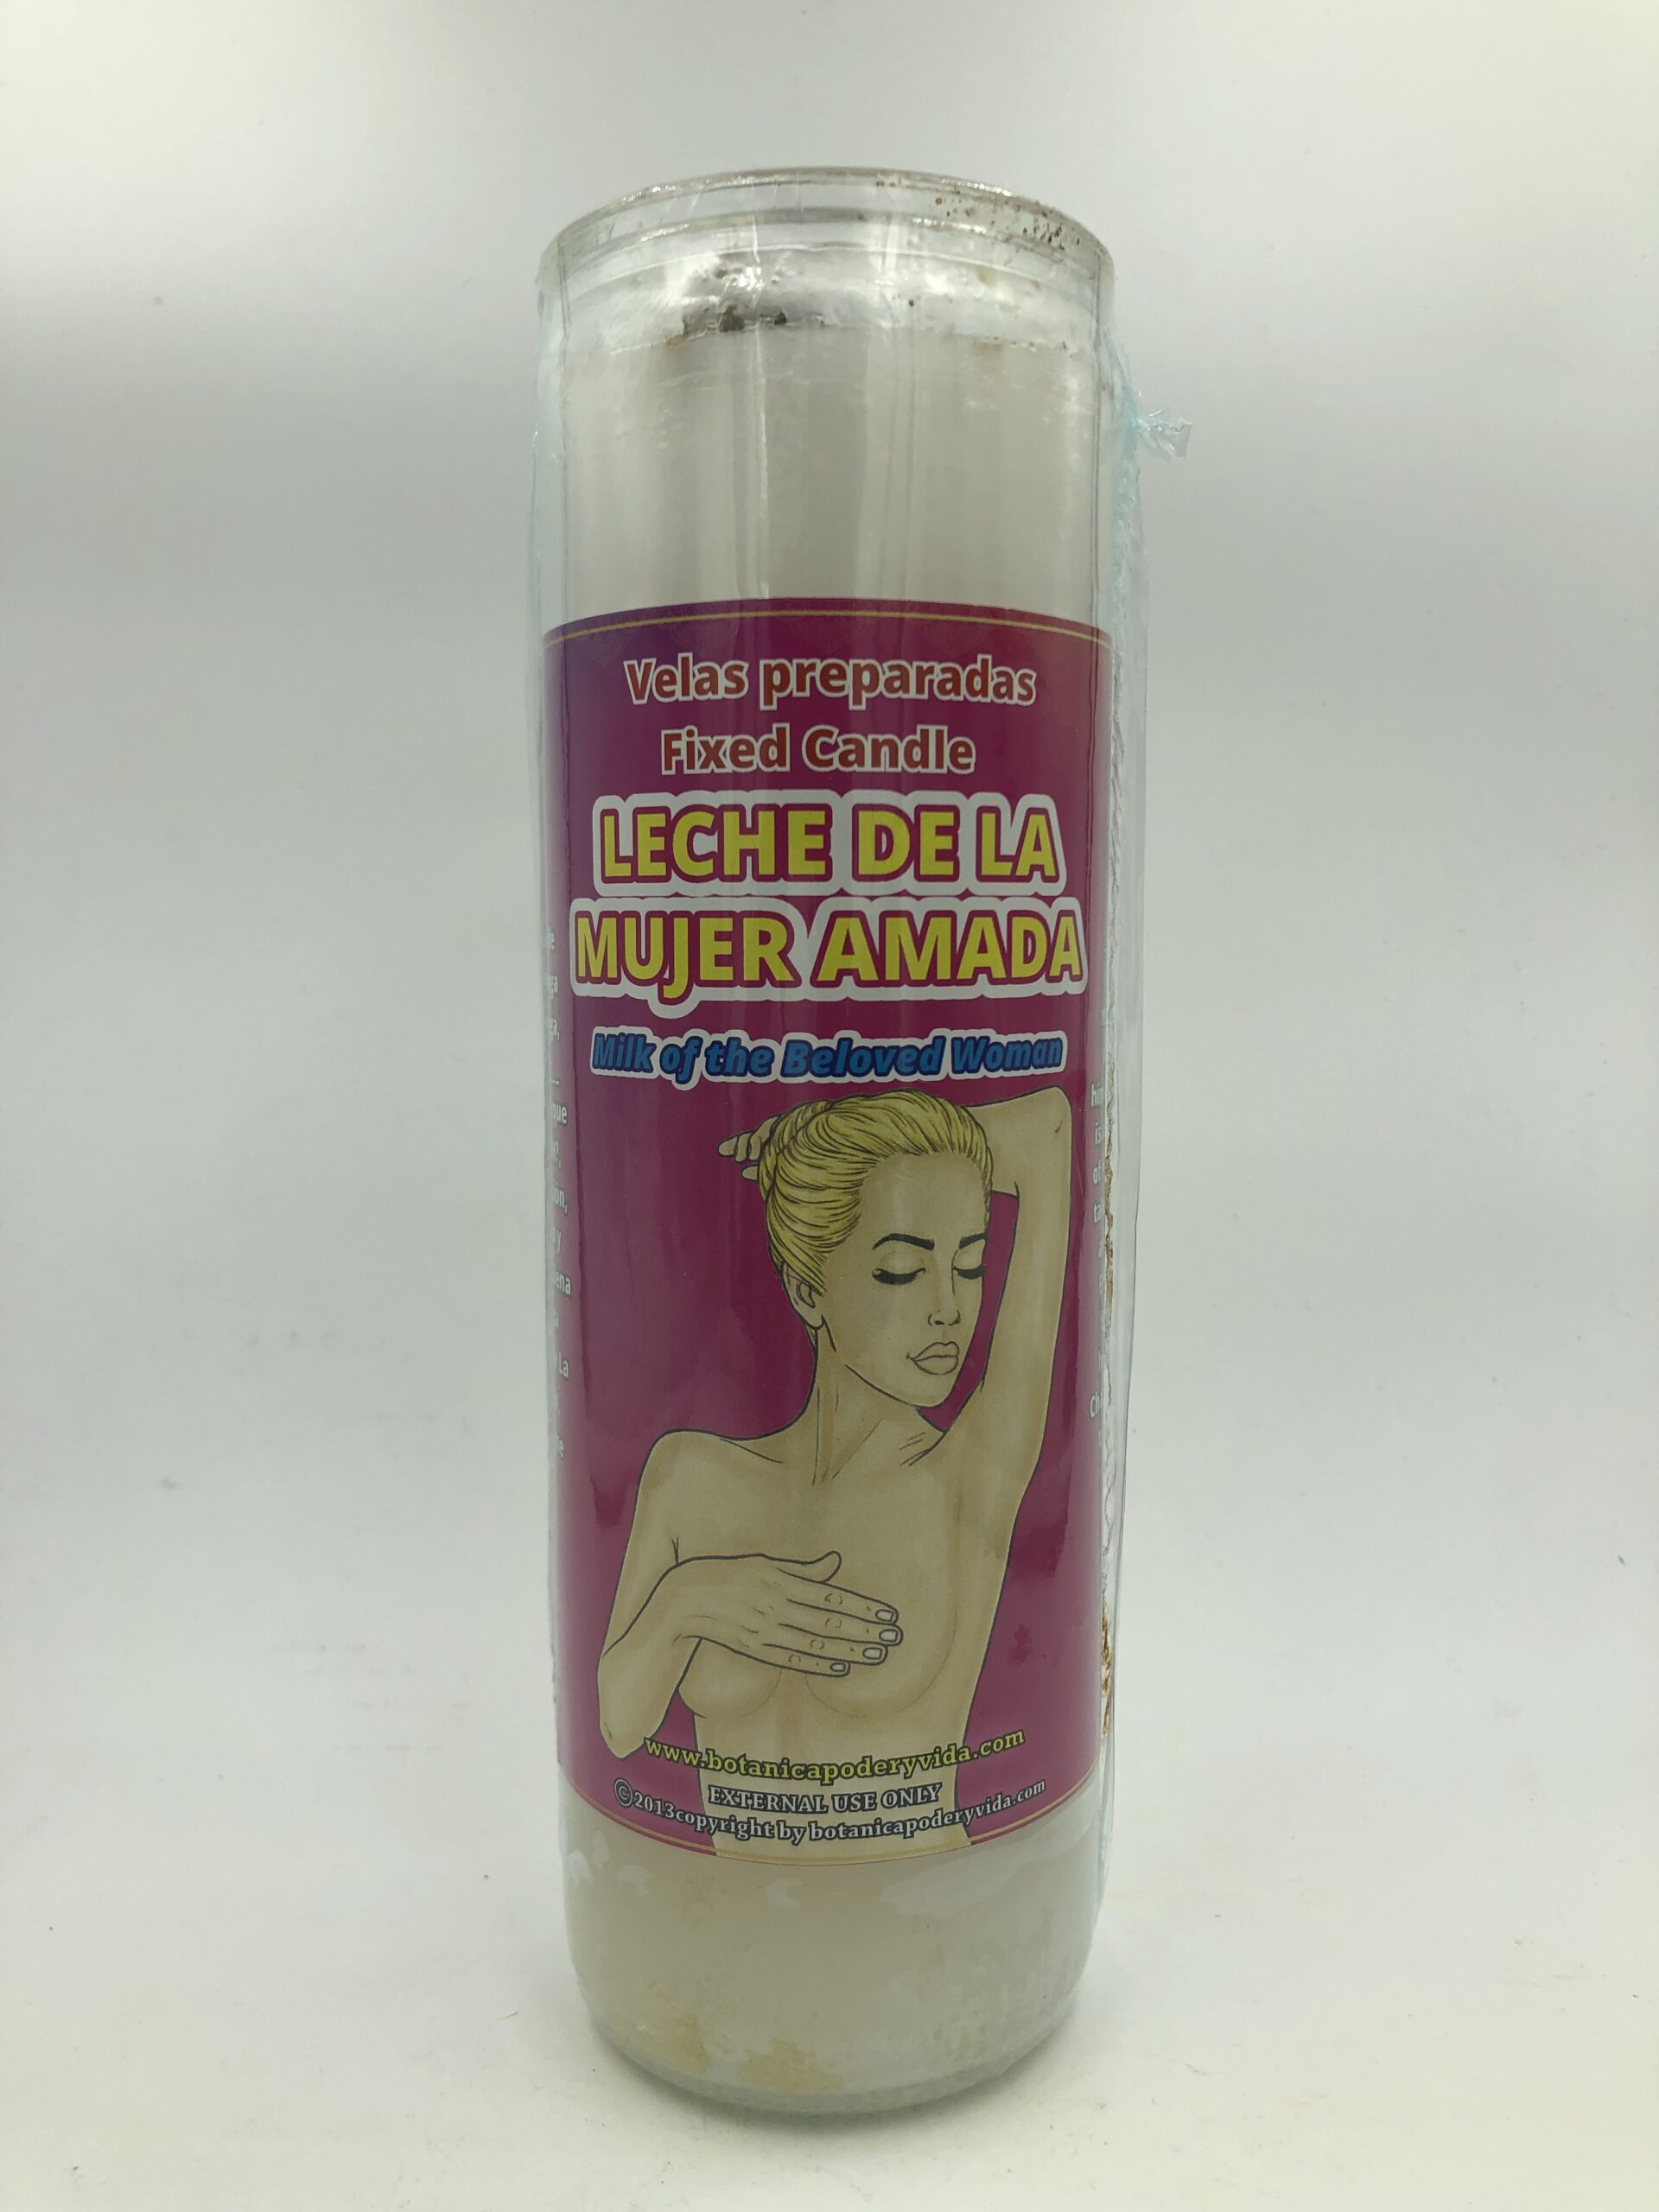 Velas preparadas
Fixed Candle
LECHE DE LA
MUJER AMADA
Milk of the Beloved Woman
www.botanicapoderyvida.com
EXTERNAL USE ONLY
©2013copyright by botanicapoderyvida.com